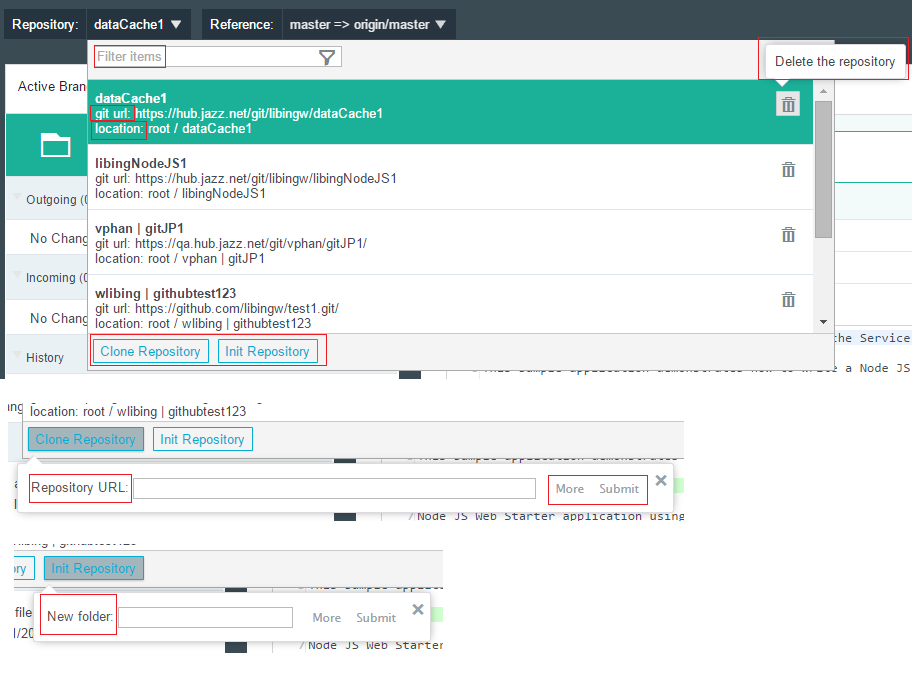 Repository: dataCache1 Reference: master => origin/master
Filter items
Delete the repository
Active Bran
dataCache1
git url: https://hub.jazz.net/git/libingw/dataCache1
location: root / dataCache1
libingNodeJS1
git url: https://hub.jazz.net/git/libingw/libingNodeJS1
location: root / libingNodeJS1
Outgoing (0
vphan | gitJP1
No Chang
git url: https://qa.hub.jazz.net/git/vphan/gitJP1/
location: root / vphan | gitJP1
Incoming (0
wlibing | githubtest123
git url: https://github.com/libingw/test1.git/
No Chang
location: root / wlibing | githubtest123
che Service
History
Clone Repository Init Repository
This sample application demonstrates how to write a Node JS
location: root / wlibing | githubtest123
Clone Repository Init Repository
Repository URL: More Submit
/Node JS Web Starter application using
ory Init Repository
New folder: More Submit
file
1/20
/Node JS Web Starter